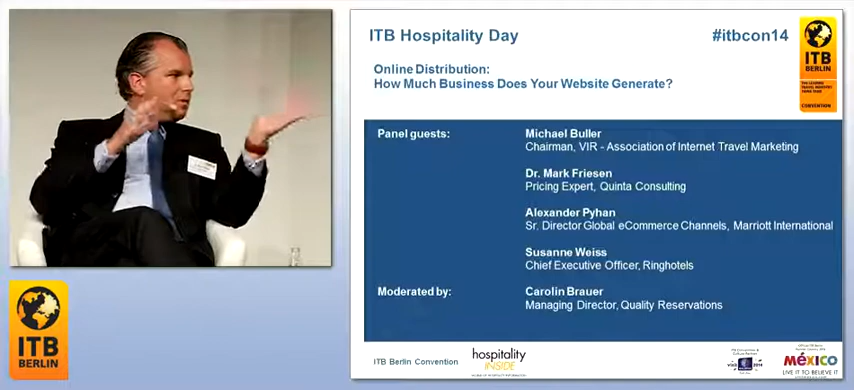 ITB Hospitality Day
#itbcon14
ITB
BERLIN
CONVENTION
Online Distribution:
How Much Business Does Your Website Generate?
Panel guests:
Michael Buller
Chairman, VIR - Association of Internet Travel Marketing
Dr. Mark Friesen
Pricing Expert, Quinta Consulting
Alexander Pyhan
Sr. Director Global eCommerce Channels, Marriott International
Susanne Weiss
Chief Executive Officer, Ringhotels
Moderated by:
Carolin Brauer
Managing Director, Quality Reservations
ITB
BERLIN
ITB Berlin Convention
hospitality
INSIDE
MÉXICO
LIVE IT TO BELIEVE IT